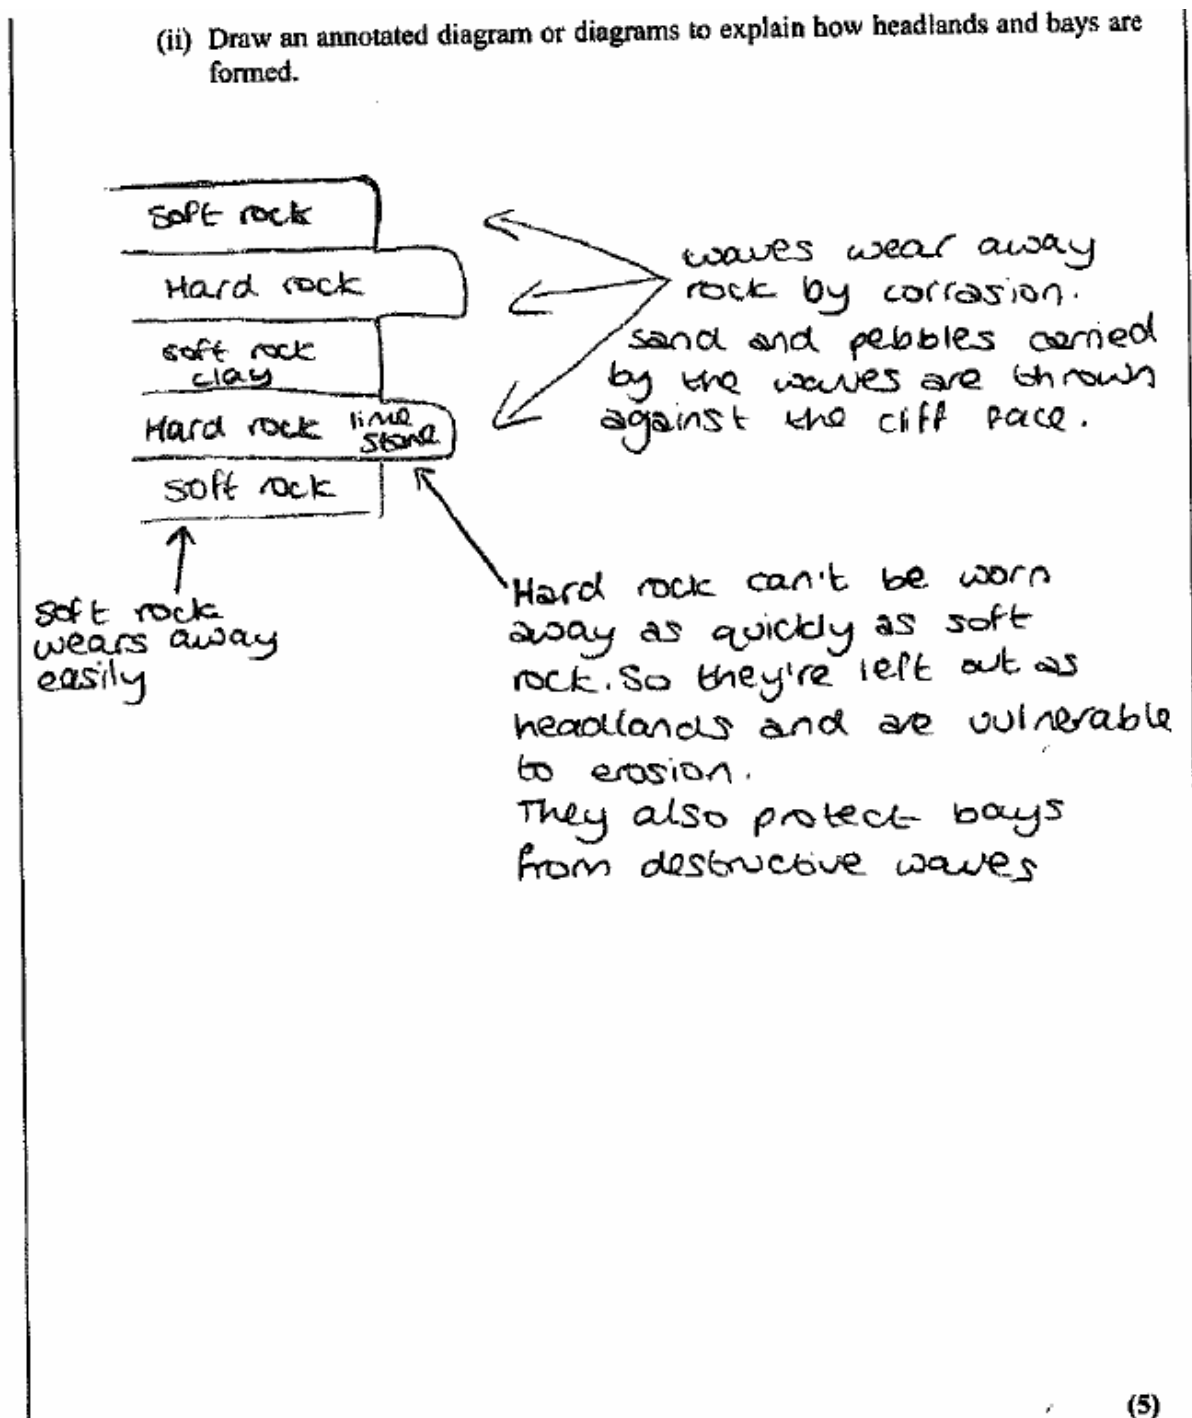 (ii) Draw an annotated diagram or diagrams to explain how headlands and bays are
formed.
Soft rock
Hard rock
soft rock
clay
Hard rock lime
stone
soft rock
waves wear away
rock by corrasion.
sand and pebbles carried
by the waves are thrown
against the cliff face.
soft rock
wears away
easily
Hard rock can't be worn
away as quickly as soft
rock. So they're left out as
headlands and are vulnerable
to erosion.
They also protect bays
from destructive waves
(5)